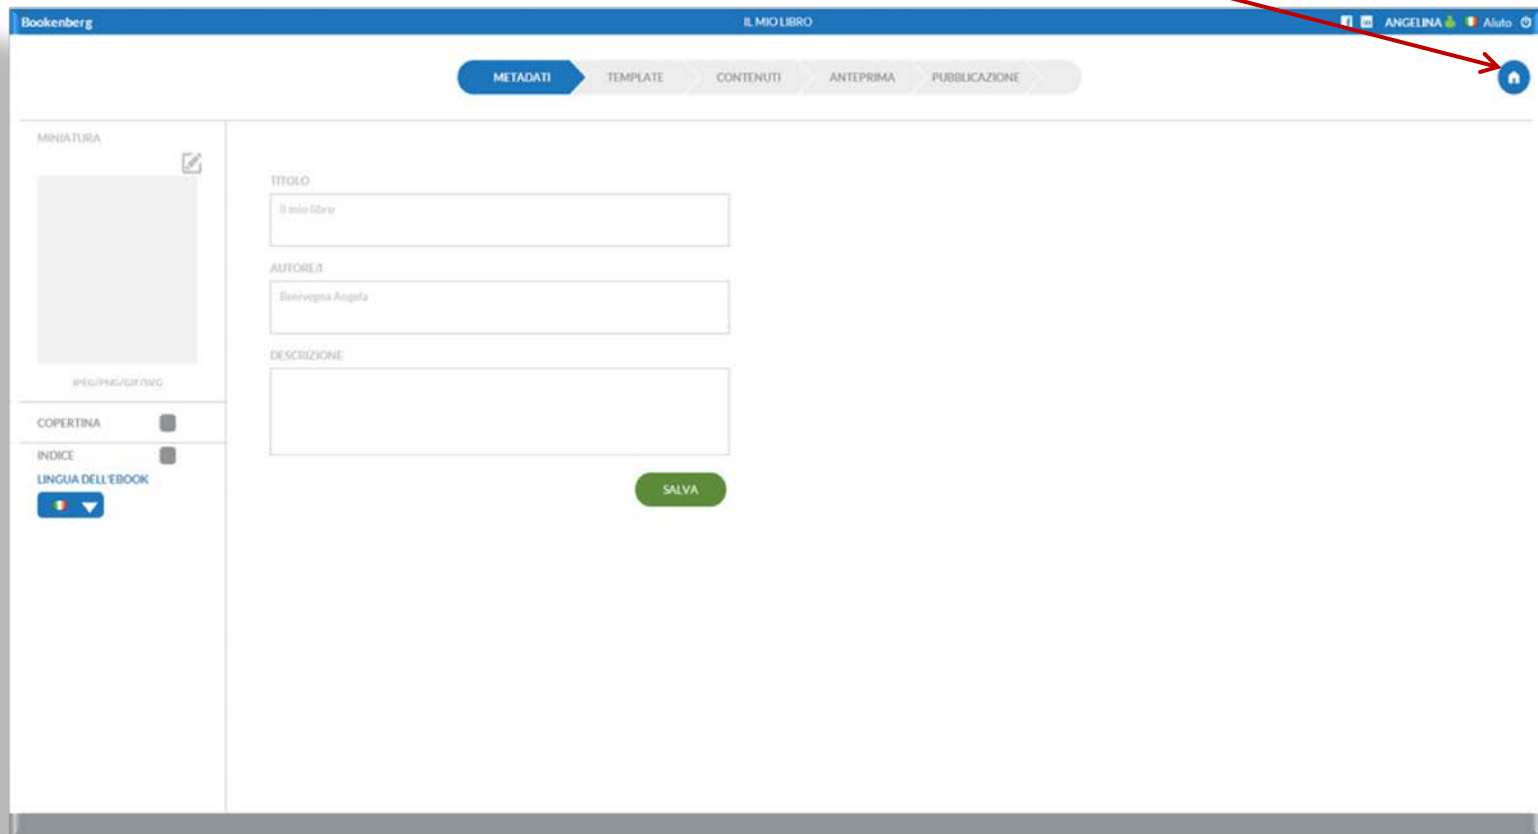 Bookenberg
IL MIO LIBRO
ANGELINA Aiuto
METADATI TEMPLATE CONTENUTI ANTEPRIMA PUBBLICAZIONE
MINIATURA
TITOLO
Il mio libro
AUTORE/I
Benivegna Angela
DESCRIZIONE
JPEG/PNG/GIF/SVG
COPERTINA
INDICE
LINGUA DELL'EBOOK
SALVA